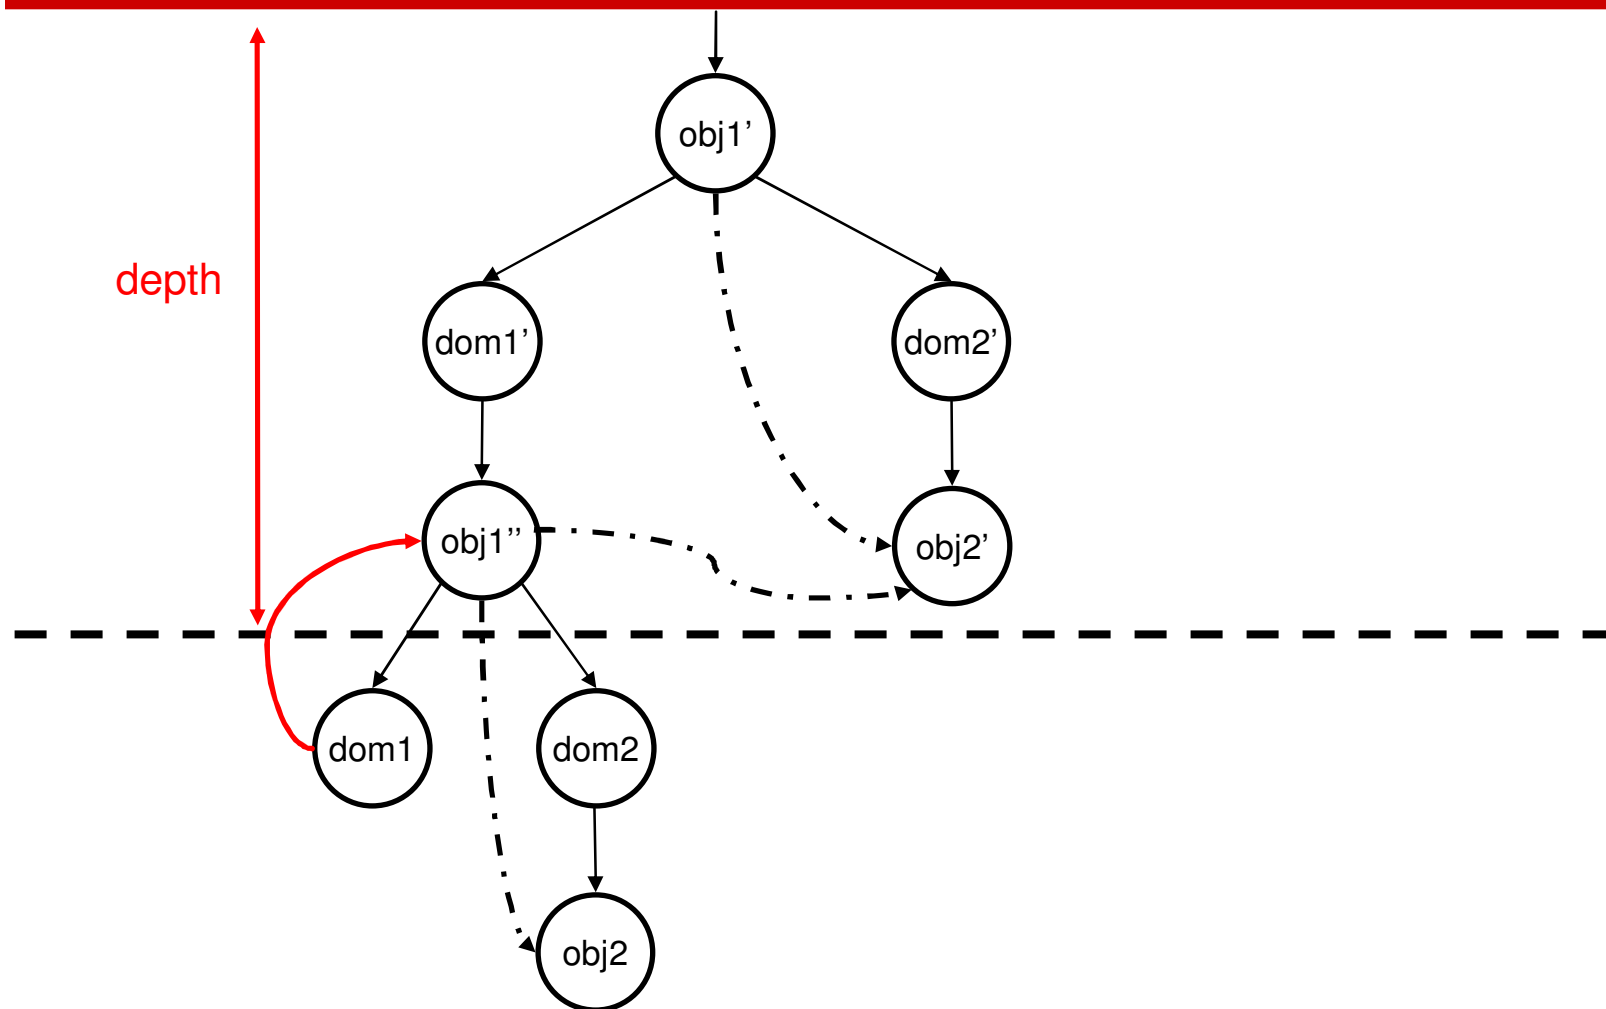 obj1’
depth
dom1’
dom2’
obj1’’
obj2’
dom1
dom2
obj2